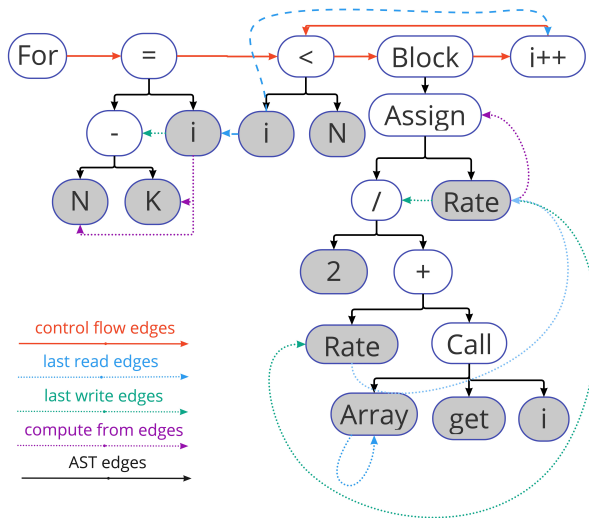 For
=
<
Block
i++
Assign
-
i
i
N
N
K
/
Rate
2
+
Rate
Call
Array
get
i
control flow edges
last read edges
last write edges
compute from edges
AST edges